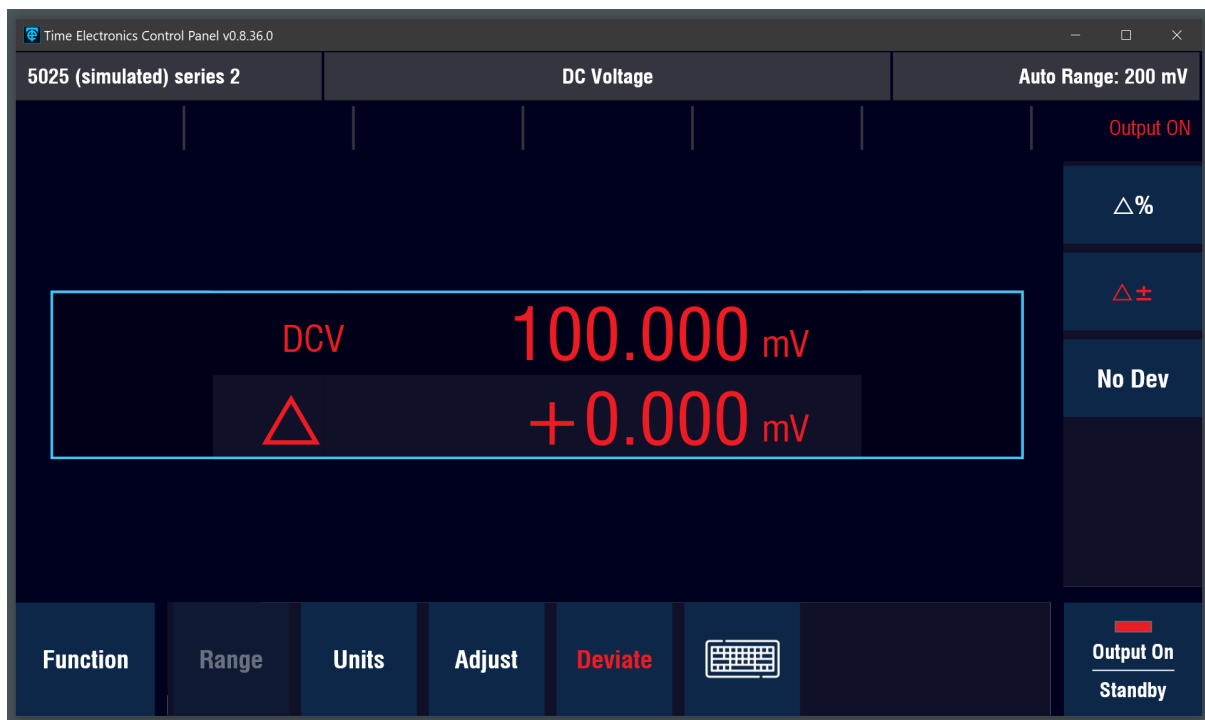 Time Electronics Control Panel v0.8.36.0
5025 (simulated) series 2
DC Voltage
Auto Range: 200 mV
Output ON
△%
△±
DCV 100.000 mV
△ +0.000 mV
No Dev
Function
Range
Units
Adjust
Deviate
Output On
Standby